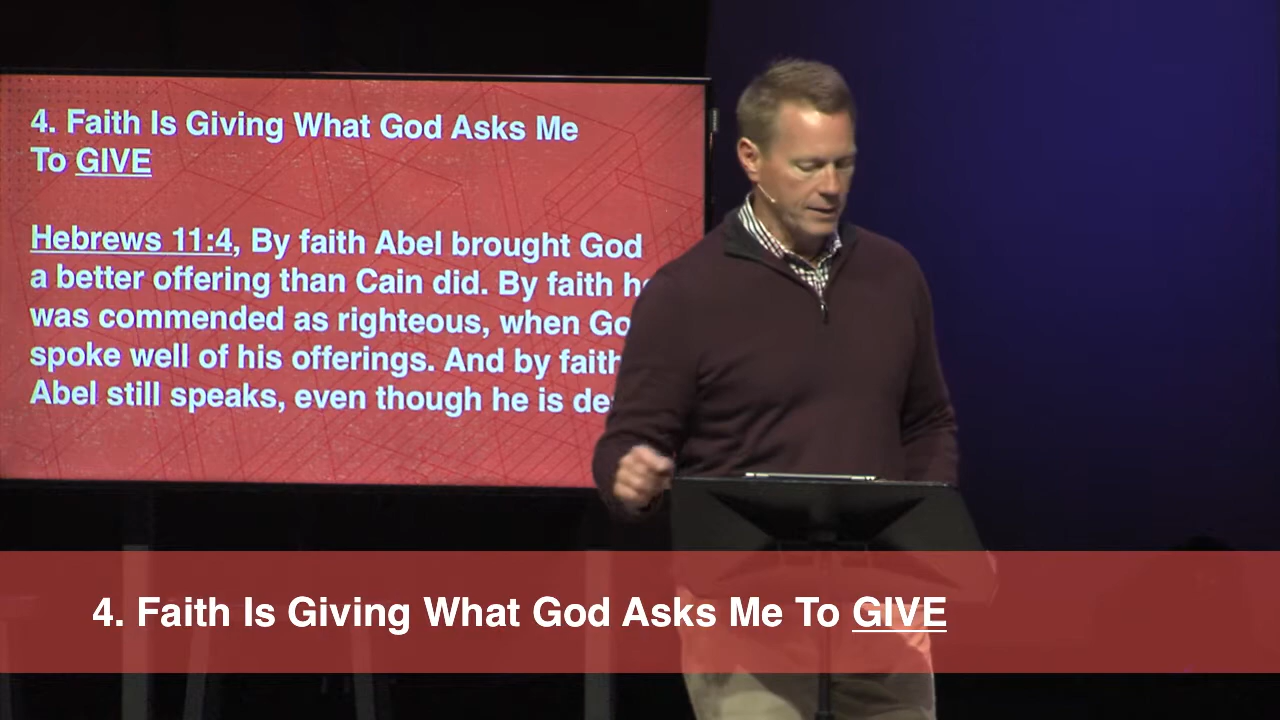 4. Faith Is Giving What God Asks Me
To GIVE
Hebrews 11:4, By faith Abel brought God
a better offering than Cain did. By faith
was commended as righteous, when
spoke well of his offerings. And by faith
Abel still speaks, even though he is
4. Faith Is Giving What God Asks Me To GIVE